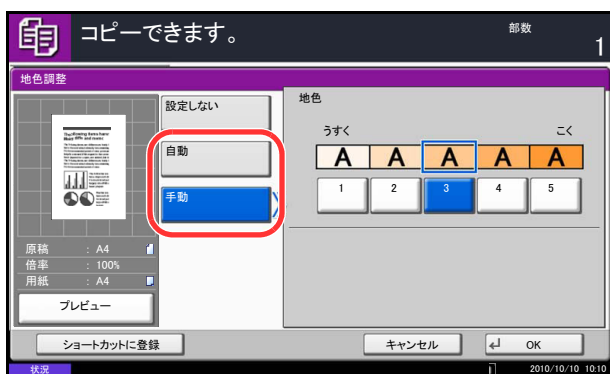 コピーできます。
部数
1
地色調整
設定しない
自動
手動
地色
うすく
こく
A A A A A
1 2 3 4 5
原稿 : A4
倍率 : 100%
用紙 : A4
プレビュー
ショートカットに登録
キャンセル
OK
状況
2010/10/10 10:10